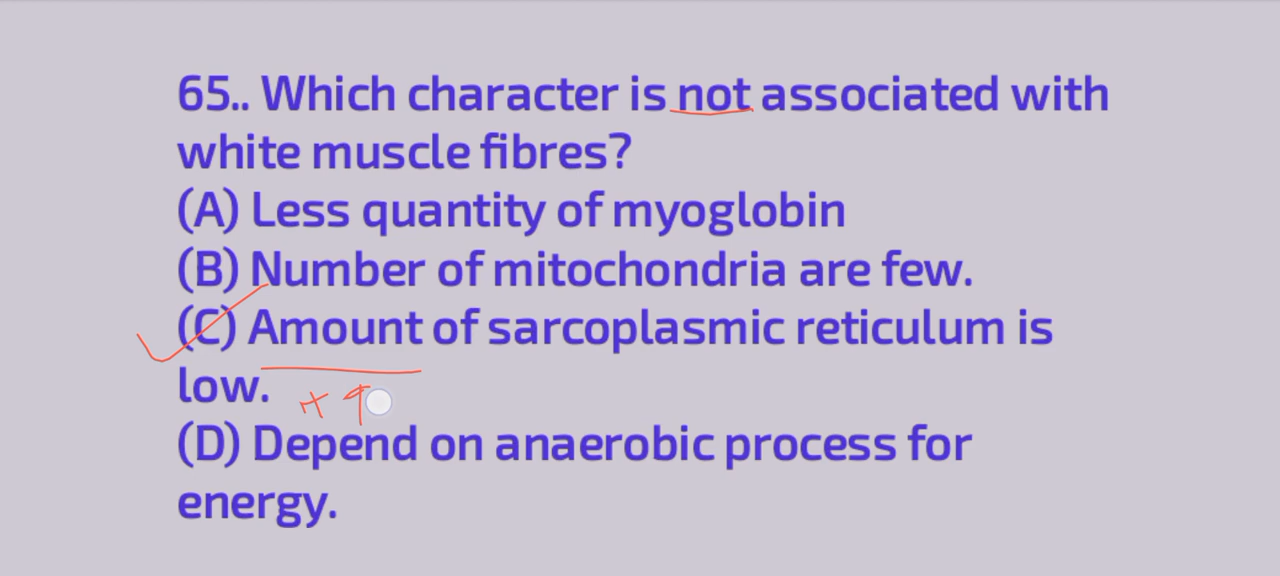 65.. Which character is not associated with
white muscle fibres?
(A) Less quantity of myoglobin
(B) Number of mitochondria are few.
(C) Amount of sarcoplasmic reticulum is
low.
(D) Depend on anaerobic process for
energy.